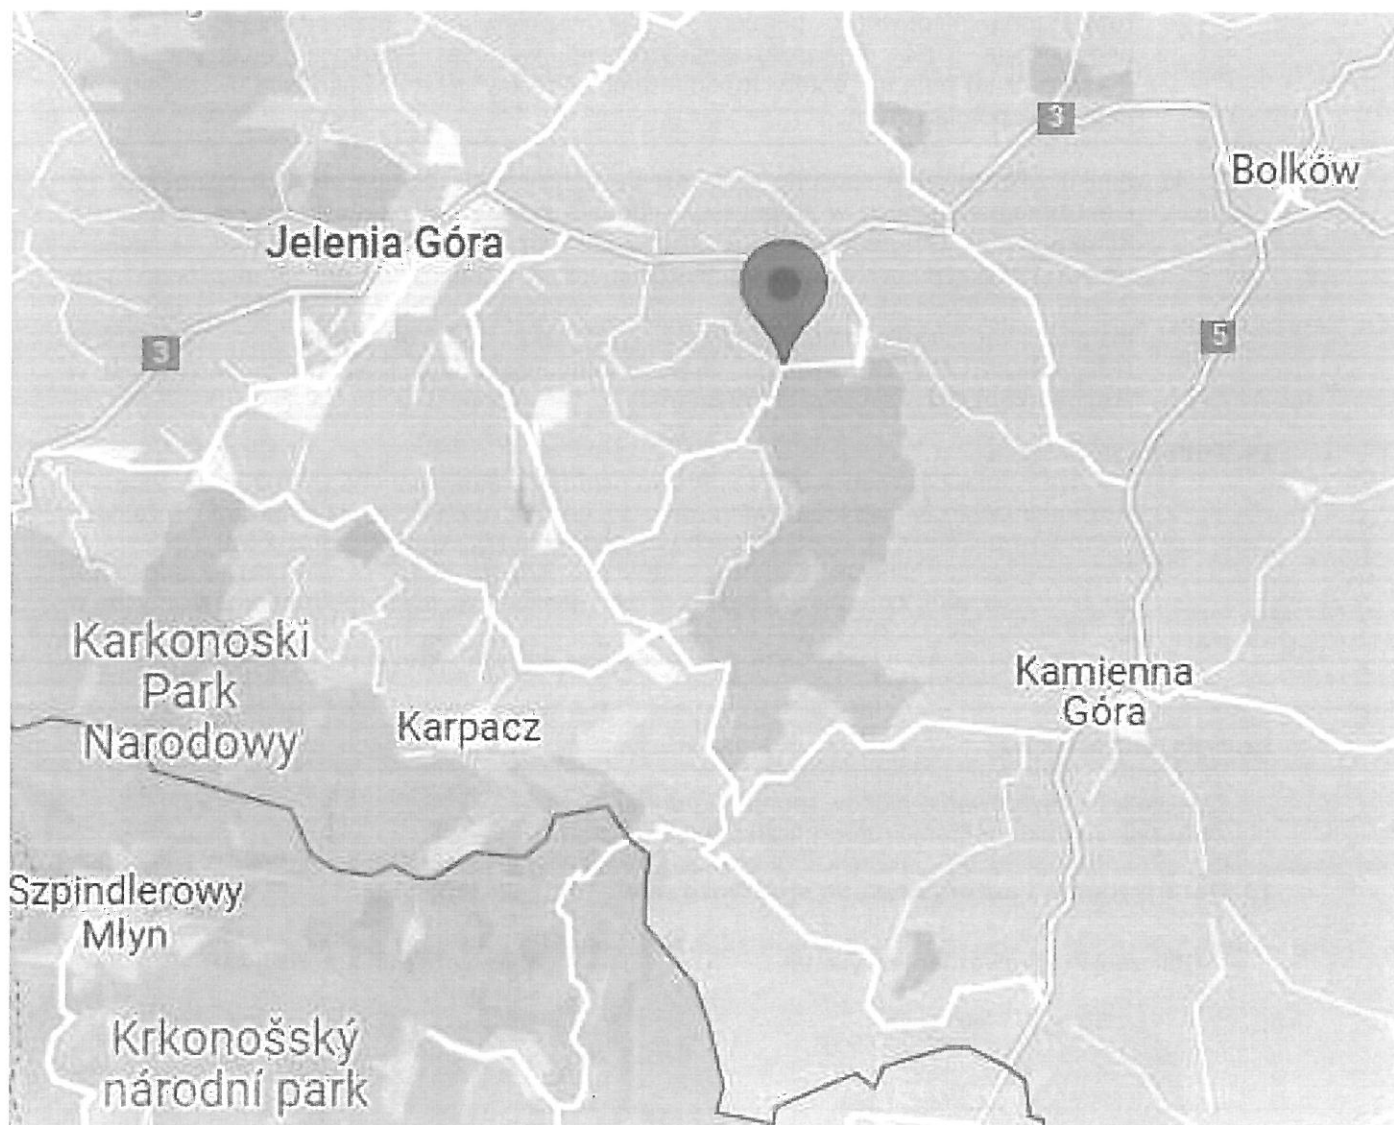 3
Bolków
Jelenia Góra
3
5
Karkonoski
Park
Narodowy
Kamienna
Góra
Karpacz
Szpindlerowy
Młyn
Krkonošský
národní park